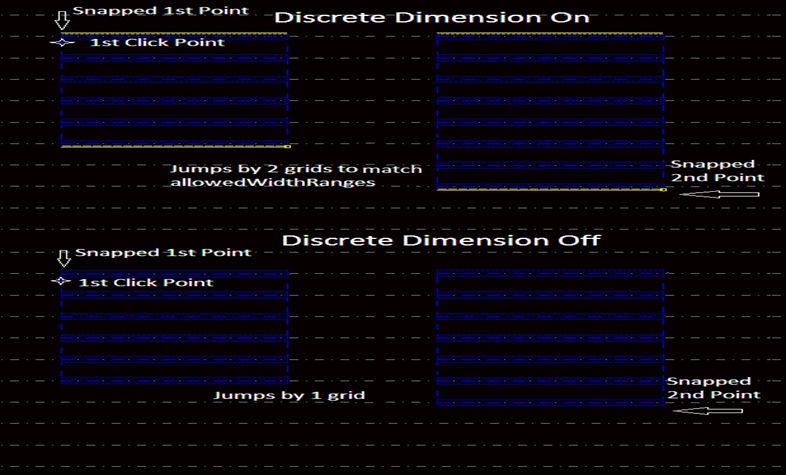 Snapped 1st Point
Discrete Dimension On
1st Click Point
Jumps by 2 grids to match
allowedWidthRanges
Snapped
2nd Point
Discrete Dimension Off
Snapped 1st Point
1st Click Point
Jumps by 1 grid
Snapped
2nd Point